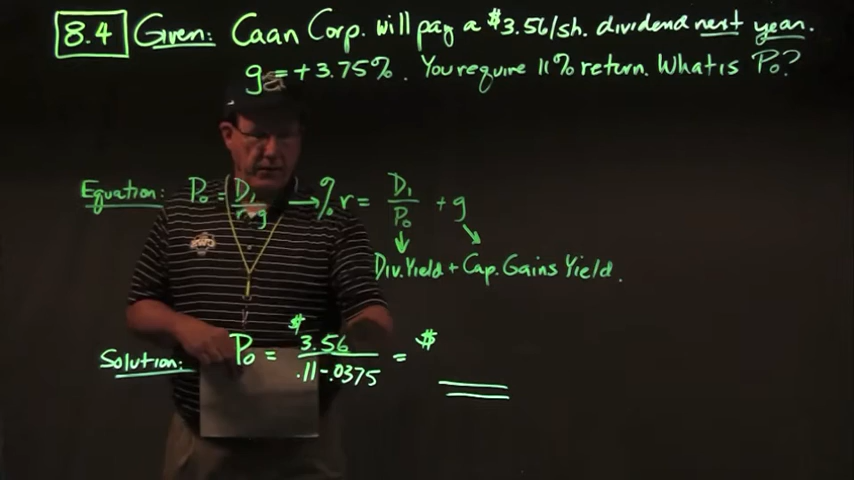 8.4 Given: Caan Corp. will pay a $3.56/sh. dividend next year.
g = +3.75%. You require 11% return. What is P₀?
Equation: P₀ = (D₁/r-g) → % r = D₁/P₀ + g
Div. Yield + Cap. Gains Yield.
Solution: P₀ = $3.56/.11-.0375 = $